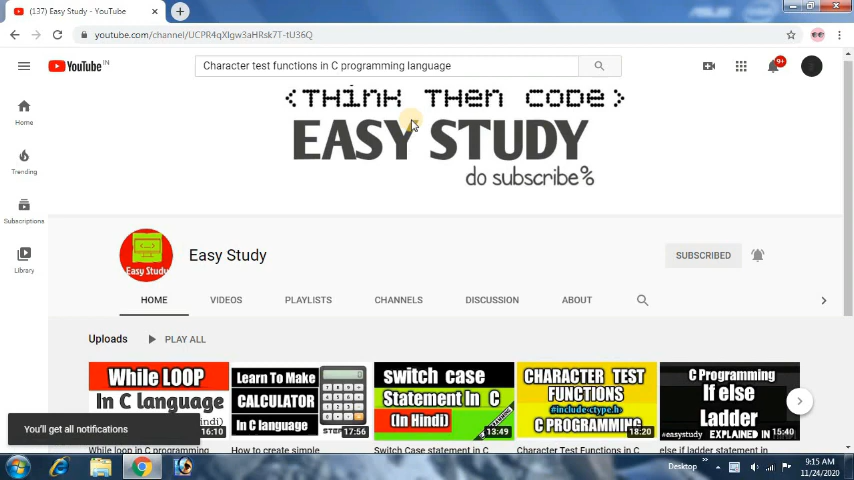 (137) Easy Study - YouTube
youtube.com/channel/UCPR4qXlgw3aHRsk7T-tU36Q
YouTube IN
Character test functions in C programming language
9+
<THiNK THEN CODE>
EASY STUDY
do subscribe%
Home
Trending
Subscriptions
Library
Easy Study
Easy Study
SUBSCRIBED
HOME VIDEOS PLAYLISTS CHANNELS DISCUSSION ABOUT
Uploads PLAY ALL
While LOOP
In C language
16:10
Learn To Make
CALCULATOR
In C language
17:56
switch case
Statement In C
(In Hindi)
13:49
CHARACTER TEST
FUNCTIONS
#include<ctype.h>
C PROGRAMMING
18:20
C Programming
If else
Ladder
#easystudy EXPLAINED IN
15:40
You'll get all notifications
While loop in C programming
How to create simple
Switch Case statement in C
Character Test Functions in C
else if ladder statement in
Desktop
9:15 AM
11/24/2020